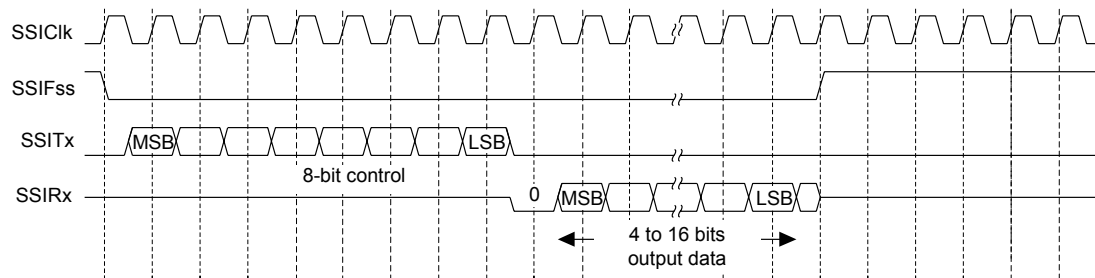 SSIClk
SSIFss
SSITx
MSB
LSB
8-bit control
SSIRx
0
MSB
LSB
4 to 16 bits
output data